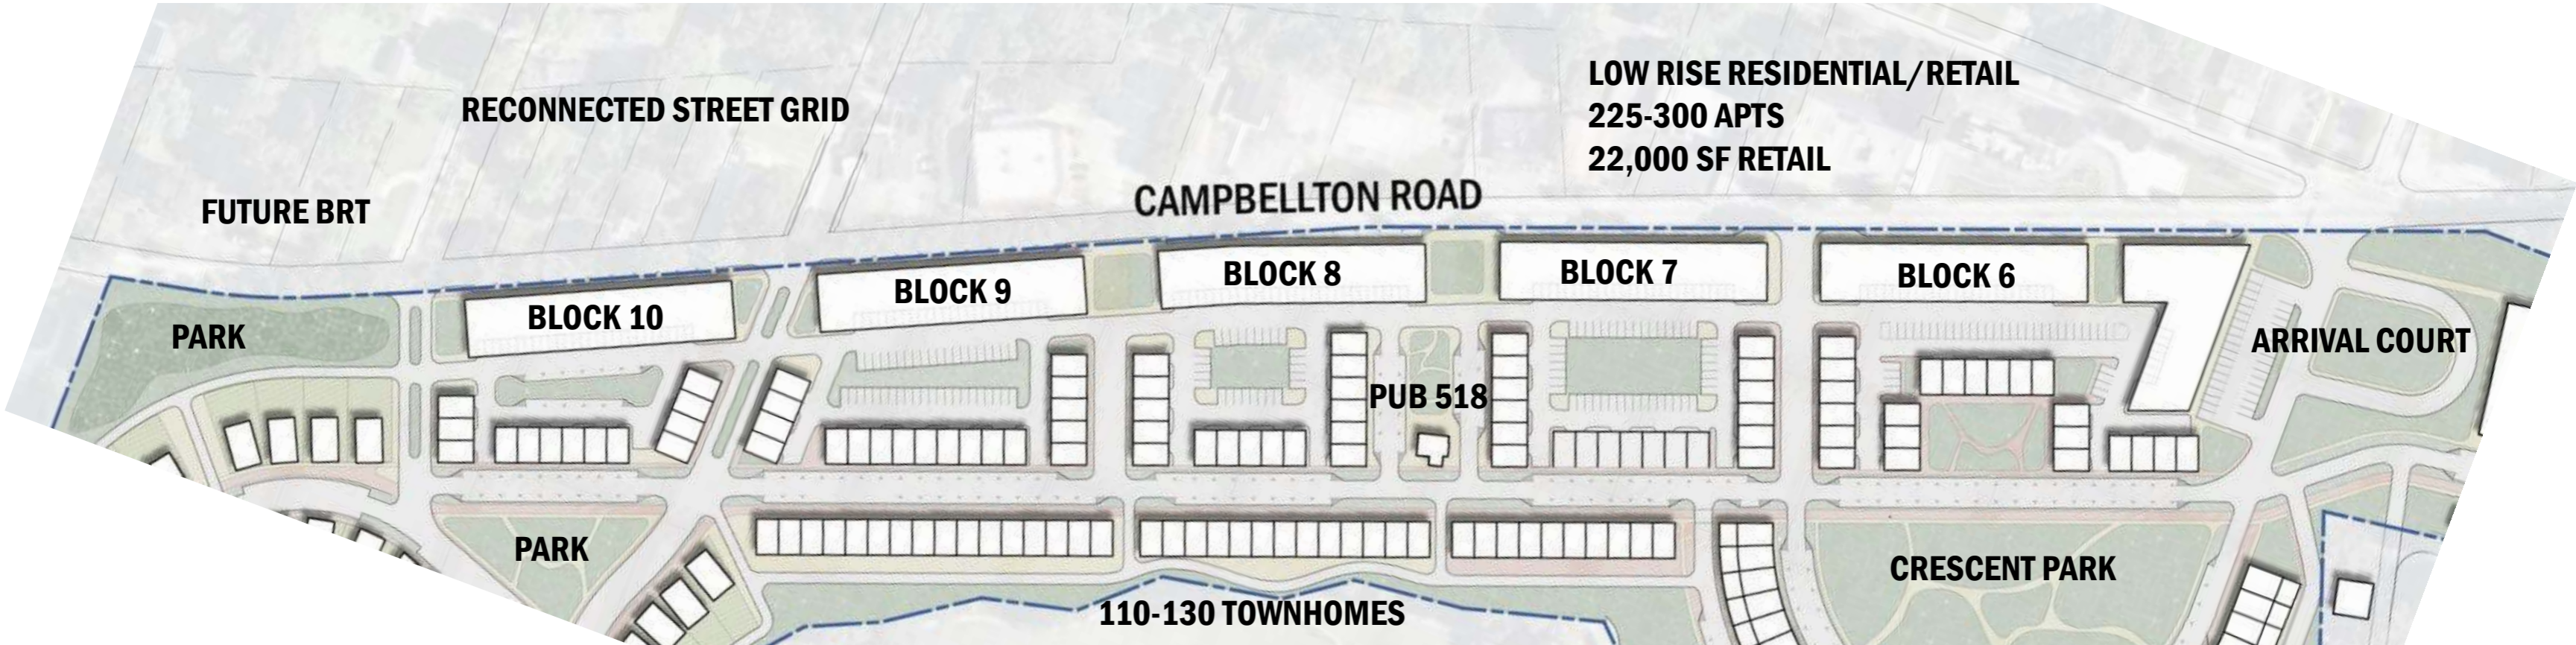 LOW RISE RESIDENTIAL/RETAIL
225-300 APTS
22,000 SF RETAIL
RECONNECTED STREET GRID
FUTURE BRT
CAMPBELLTON ROAD
BLOCK 10
BLOCK 9
BLOCK 8
BLOCK 7
BLOCK 6
PARK
ARRIVAL COURT
PUB 518
PARK
CRESCENT PARK
110-130 TOWNHOMES